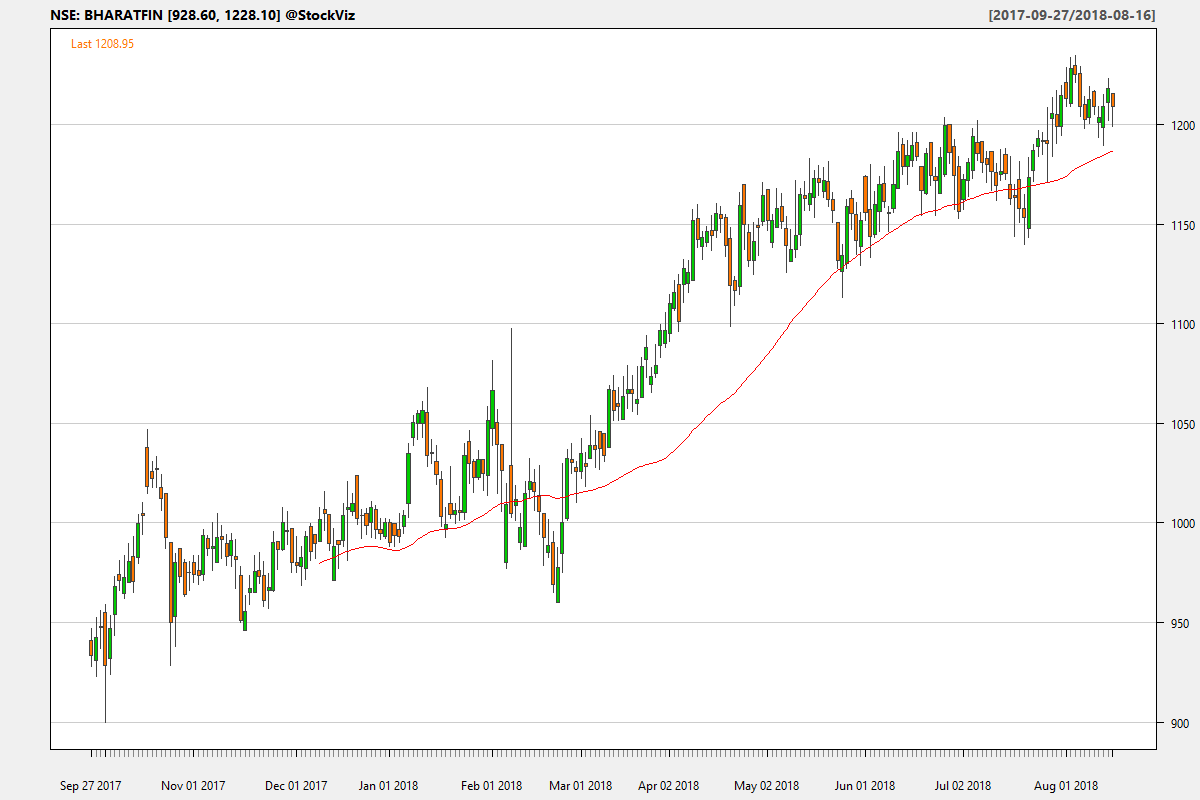 NSE: BHARATFIN [928.60, 1228.10] @StockViz [2017-09-27/2018-08-16]
Last 1208.95
1200
1150
1100
1050
1000
950
900
Sep 27 2017 Nov 01 2017 Dec 01 2017 Jan 01 2018 Feb 01 2018 Mar 01 2018 Apr 02 2018 May 02 2018 Jun 01 2018 Jul 02 2018 Aug 01 2018